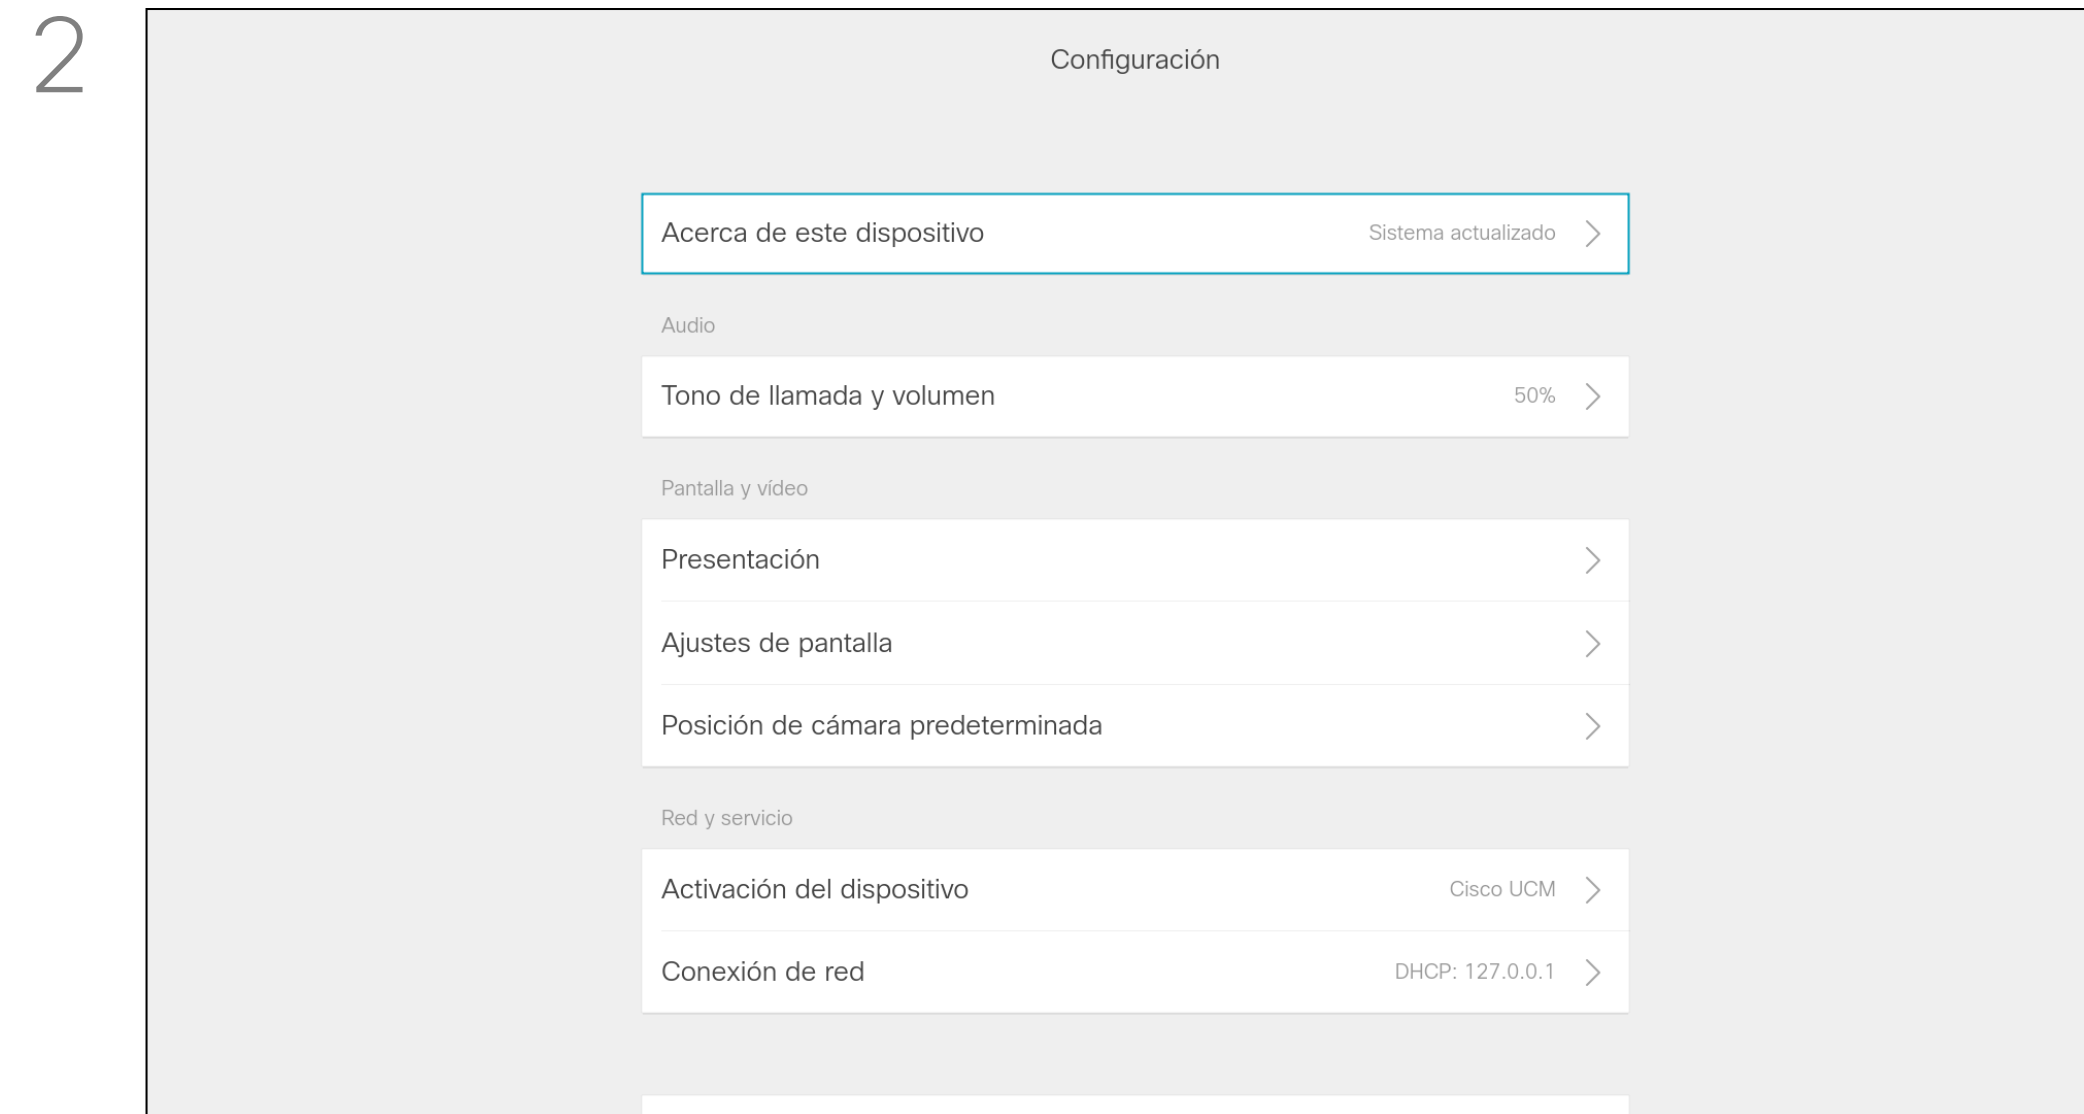 2
Configuración
Acerca de este dispositivo Sistema actualizado
Audio
Tono de llamada y volumen 50%
Pantalla y vídeo
Presentación
Ajustes de pantalla
Posición de cámara predeterminada
Red y servicio
Activación del dispositivo Cisco UCM
Conexión de red DHCP: 127.0.0.1